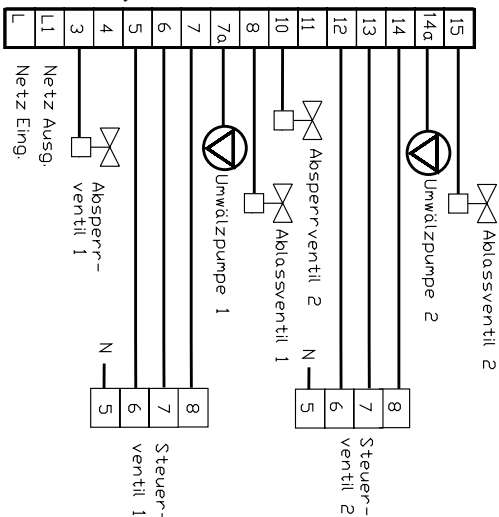 L
L1
3
4
5
6
7
7a
8
10
11
12
13
14
14a
15
Netz Eing.
Netz Ausg.
Absperr-
ventil 1
Umwälzpumpe 1
Ablassventil 1
Absperrventil 2
Umwälzpumpe 2
Ablassventil 2
N
5
6
7
8
Steuer-
ventil 1
N
5
6
7
8
Steuer-
ventil 2